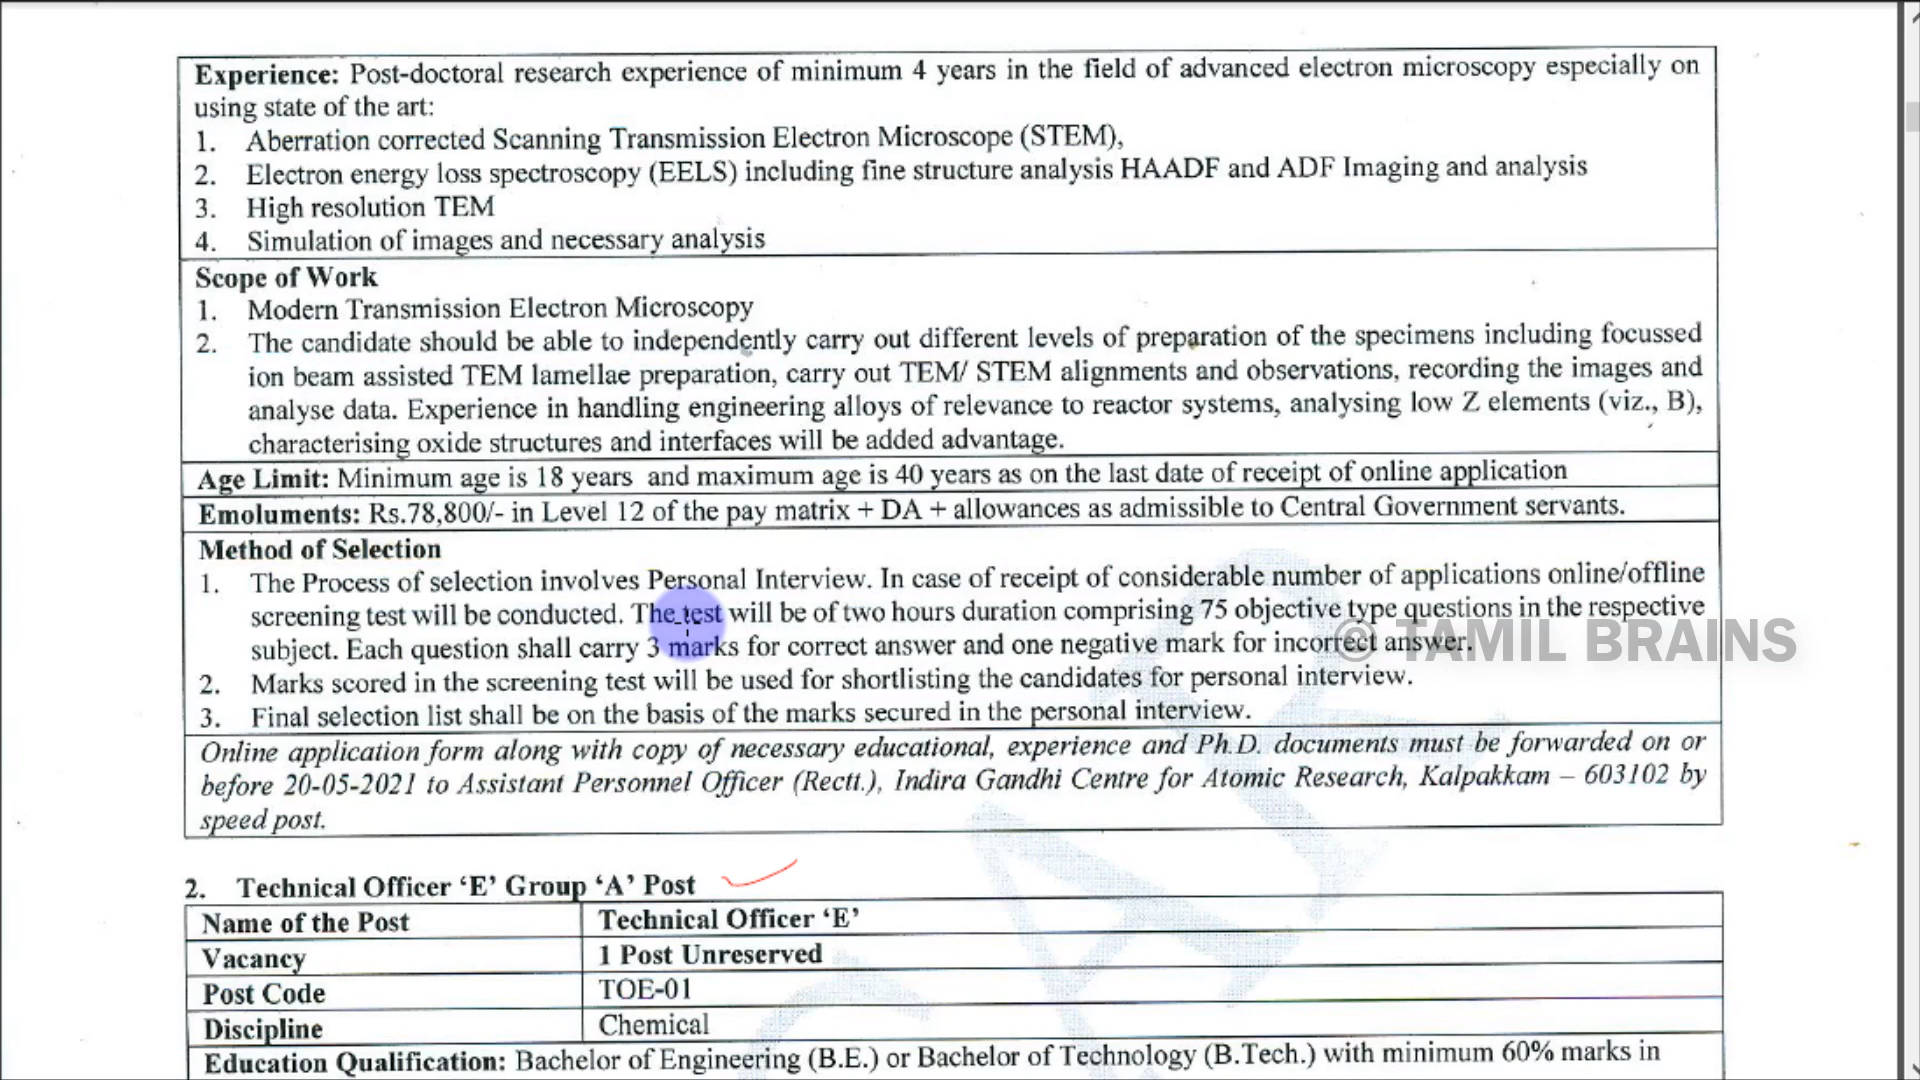 Experience: Post-doctoral research experience of minimum 4 years in the field of advanced electron microscopy especially on
using state of the art:
1. Aberration corrected Scanning Transmission Electron Microscope (STEM),
2. Electron energy loss spectroscopy (EELS) including fine structure analysis HAADF and ADF Imaging and analysis
3. High resolution TEM
4. Simulation of images and necessary analysis
Scope of Work
1. Modern Transmission Electron Microscopy
2. The candidate should be able to independently carry out different levels of preparation of the specimens including focussed
ion beam assisted TEM lamellae preparation, carry out TEM/ STEM alignments and observations, recording the images and
analyse data. Experience in handling engineering alloys of relevance to reactor systems, analysing low Z elements (viz., B),
characterising oxide structures and interfaces will be added advantage.
Age Limit: Minimum age is 18 years and maximum age is 40 years as on the last date of receipt of online application
Emoluments: Rs.78,800/- in Level 12 of the pay matrix + DA + allowances as admissible to Central Government servants.
Method of Selection
1. The Process of selection involves Personal Interview. In case of receipt of considerable number of applications online/offline
screening test will be conducted. The test will be of two hours duration comprising 75 objective type questions in the respective
subject. Each question shall carry 3 marks for correct answer and one negative mark for incorrect answer.
© TAMIL BRAINS
2. Marks scored in the screening test will be used for shortlisting the candidates for personal interview.
3. Final selection list shall be on the basis of the marks secured in the personal interview.
Online application form along with copy of necessary educational, experience and Ph.D. documents must be forwarded on or
before 20-05-2021 to Assistant Personnel Officer (Rectt.), Indira Gandhi Centre for Atomic Research, Kalpakkam – 603102 by
speed post.
2. Technical Officer ‘E’ Group ‘A’ Post
Name of the Post Technical Officer ‘E’
Vacancy 1 Post Unreserved
Post Code TOE-01
Discipline Chemical
Education Qualification: Bachelor of Engineering (B.E.) or Bachelor of Technology (B.Tech.) with minimum 60% marks in